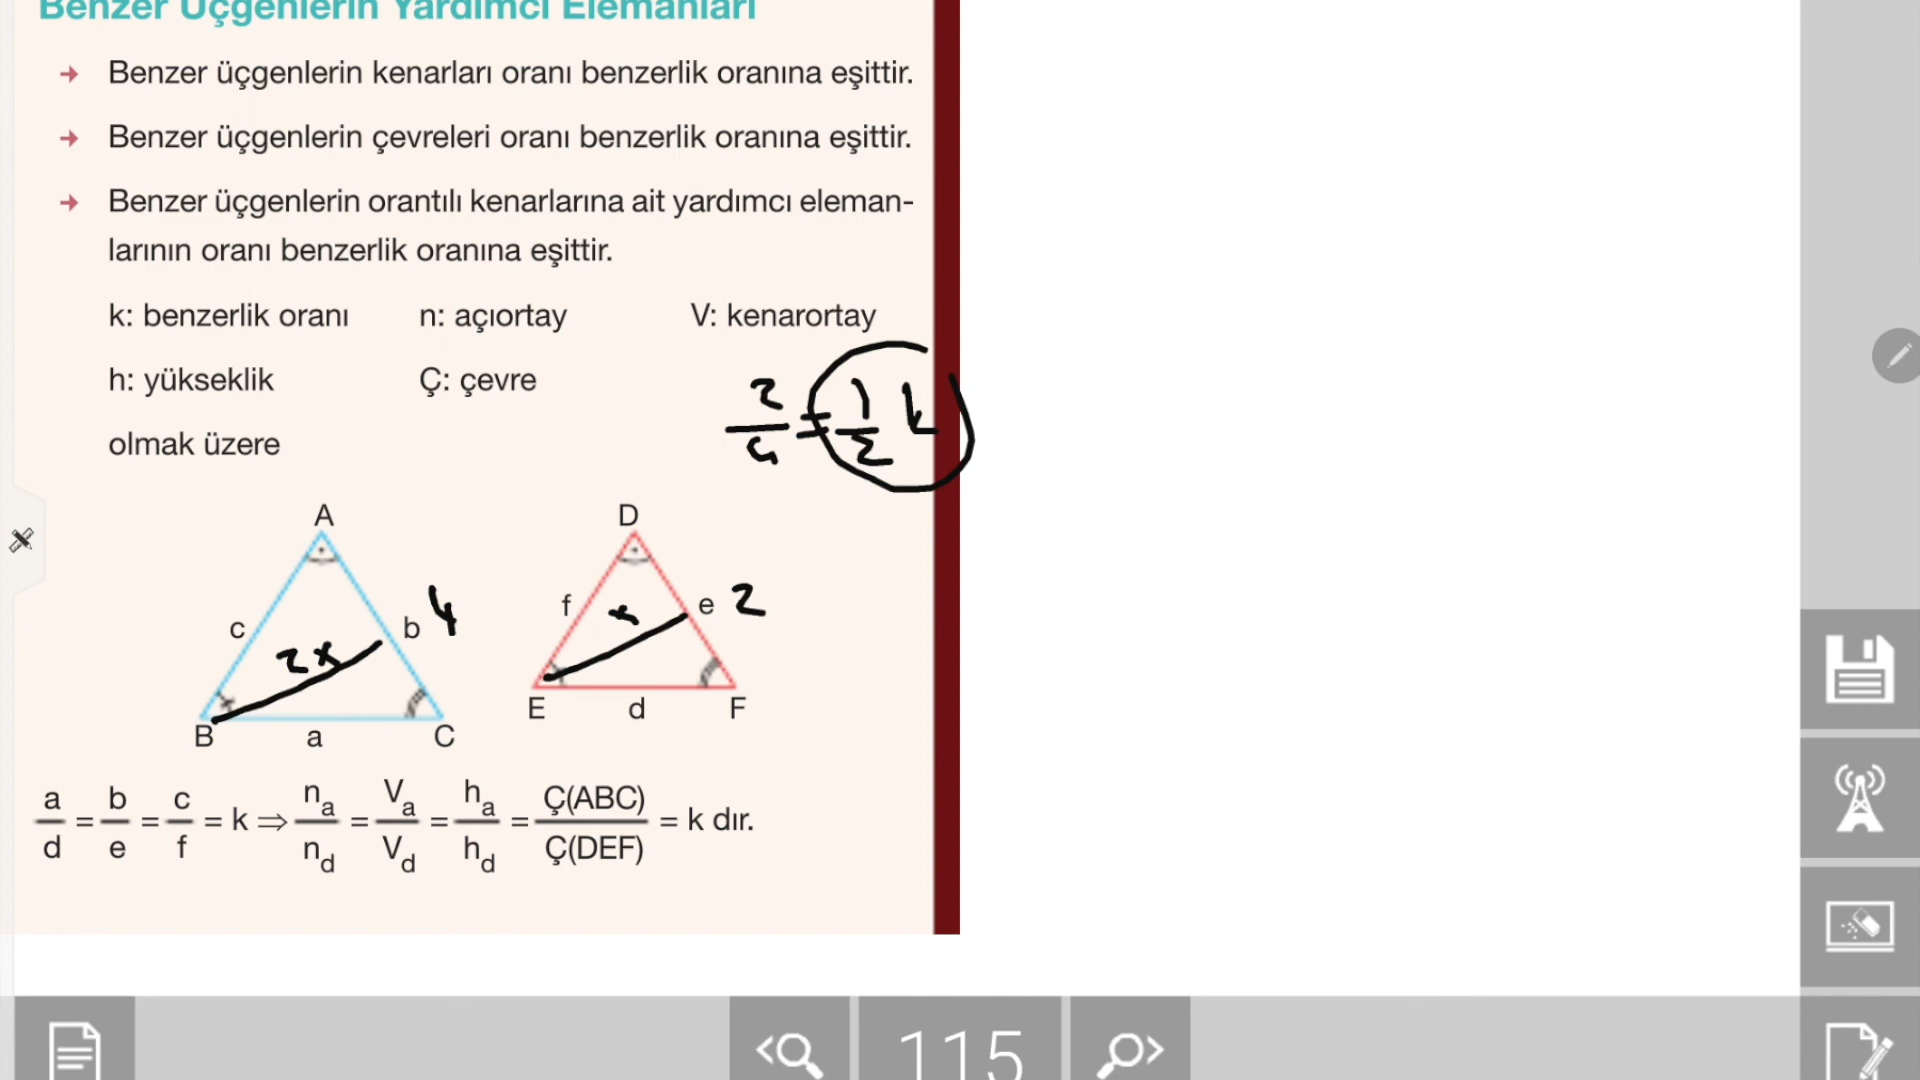 Benzer Üçgenlerin Yardımcı Elemanları
→ Benzer üçgenlerin kenarları oranı benzerlik oranına eşittir.
→ Benzer üçgenlerin çevreleri oranı benzerlik oranına eşittir.
→ Benzer üçgenlerin orantılı kenarlarına ait yardımcı eleman-
larının oranı benzerlik oranına eşittir.
k: benzerlik oranı n: açıortay V: kenarortay
h: yükseklik Ç: çevre
olmak üzere
2/4 = 1/2 k
A D
c b 4 f x e 2
2x x x
B a C E d F
a/d = b/e = c/f = k ⇒ n_a/n_d = V_a/V_d = h_a/h_d = Ç(ABC)/Ç(DEF) = k dır.
115